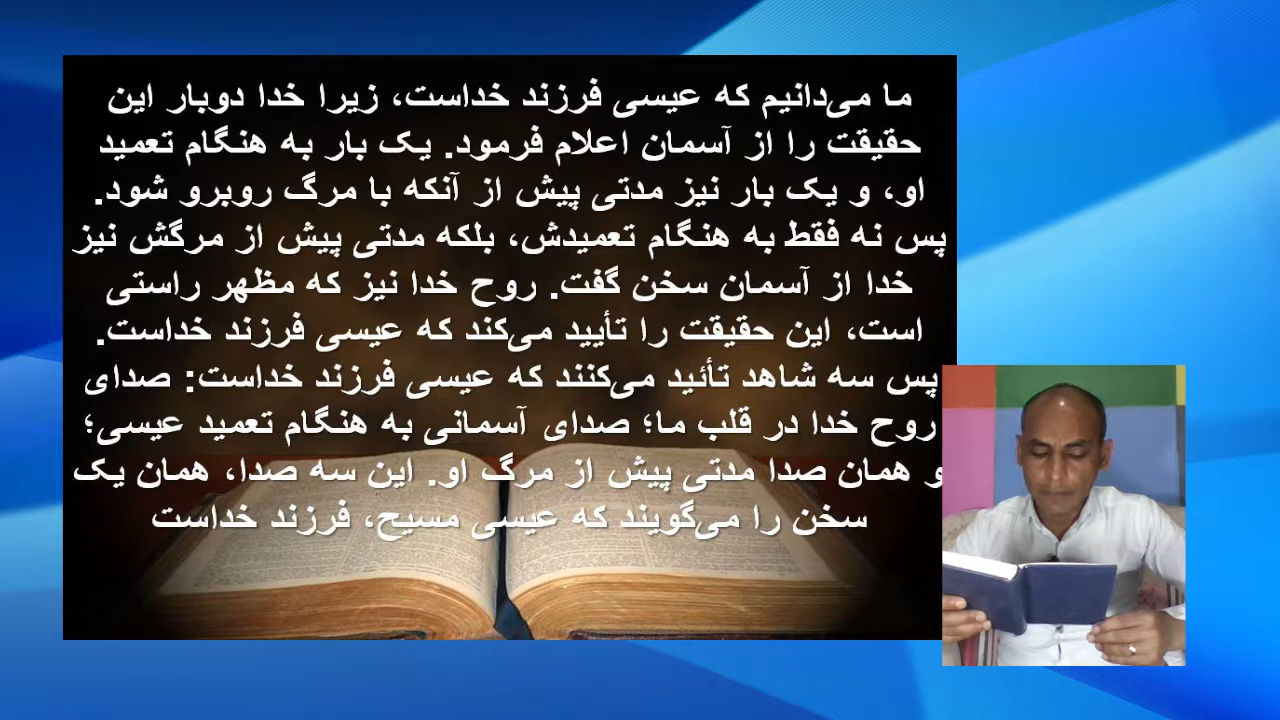 ما می‌دانیم که عیسی فرزند خداست، زیرا خدا دوبار این
حقیقت را از آسمان اعلام فرمود. یک بار به هنگام تعمید
او، و یک بار نیز مدتی پیش از آنکه با مرگ روبرو شود.
پس نه فقط به هنگام تعمیدش، بلکه مدتی پیش از مرگش نیز
خدا از آسمان سخن گفت. روح خدا نیز که مظهر راستی
است، این حقیقت را تأیید می‌کند که عیسی فرزند خداست.
پس سه شاهد تأئید می‌کنند که عیسی فرزند خداست: صدای
روح خدا در قلب ما؛ صدای آسمانی به هنگام تعمید عیسی؛
و همان صدا مدتی پیش از مرگ او. این سه صدا، همان یک
سخن را می‌گویند که عیسی مسیح، فرزند خداست